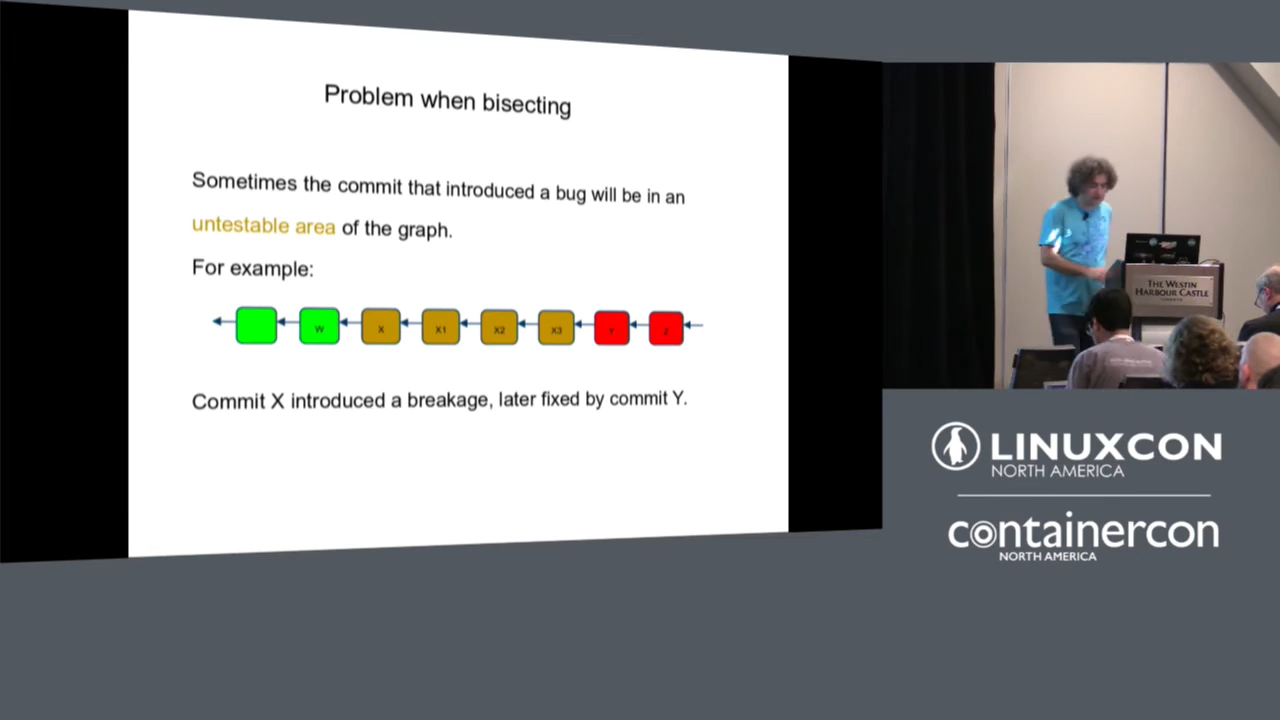 Problem when bisecting
Sometimes the commit that introduced a bug will be in an
untestable area of the graph.
For example:
W X X1 X2 X3 Y Z
Commit X introduced a breakage, later fixed by commit Y.
THE WESTIN
HARBOUR CASTLE
TORONTO
LINUXCON
NORTH AMERICA
containercon
NORTH AMERICA